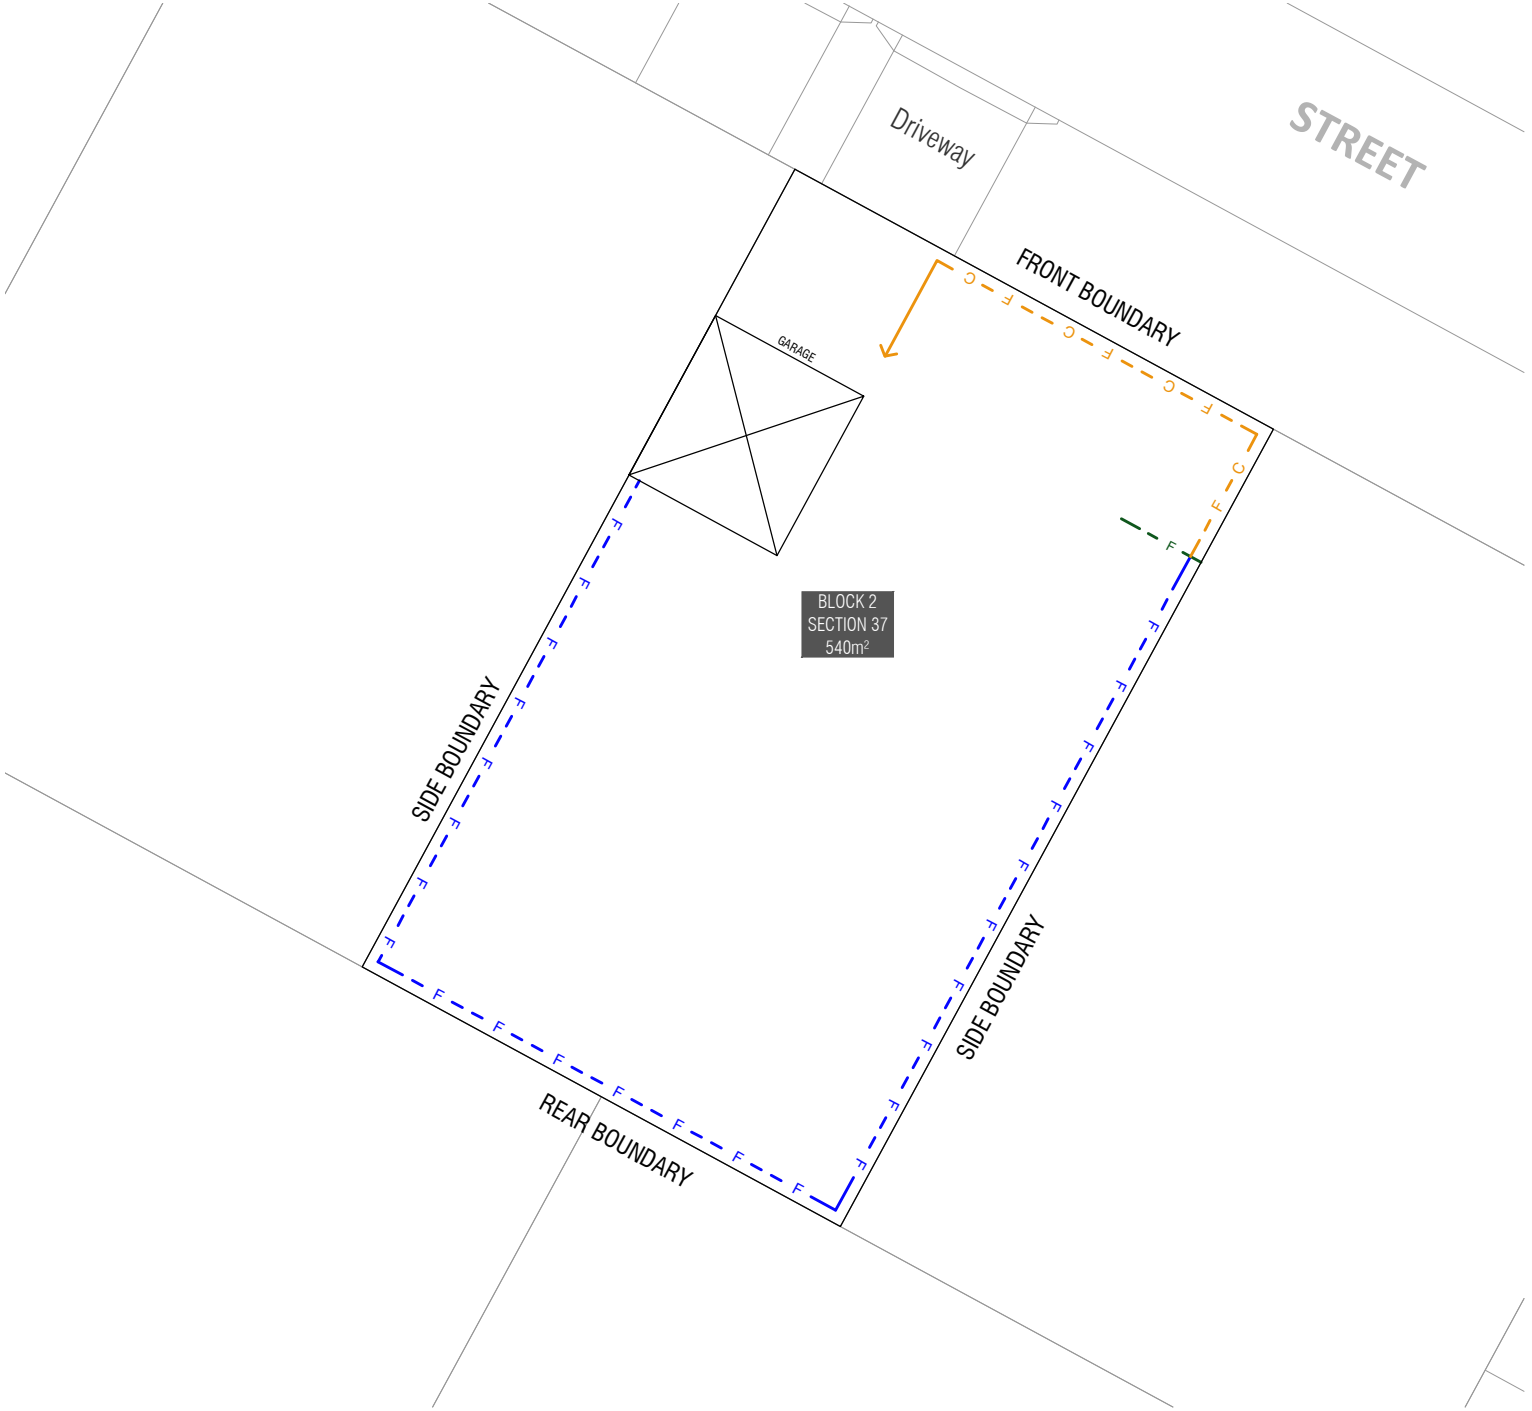 STREET
Driveway
FRONT BOUNDARY
C F C F C F
GARAGE
C
F
F
BLOCK 2
SECTION 37
540m²
SIDE BOUNDARY
F F F F F F F F
F F F F F F F F F F
SIDE BOUNDARY
F F F F F F F
REAR BOUNDARY